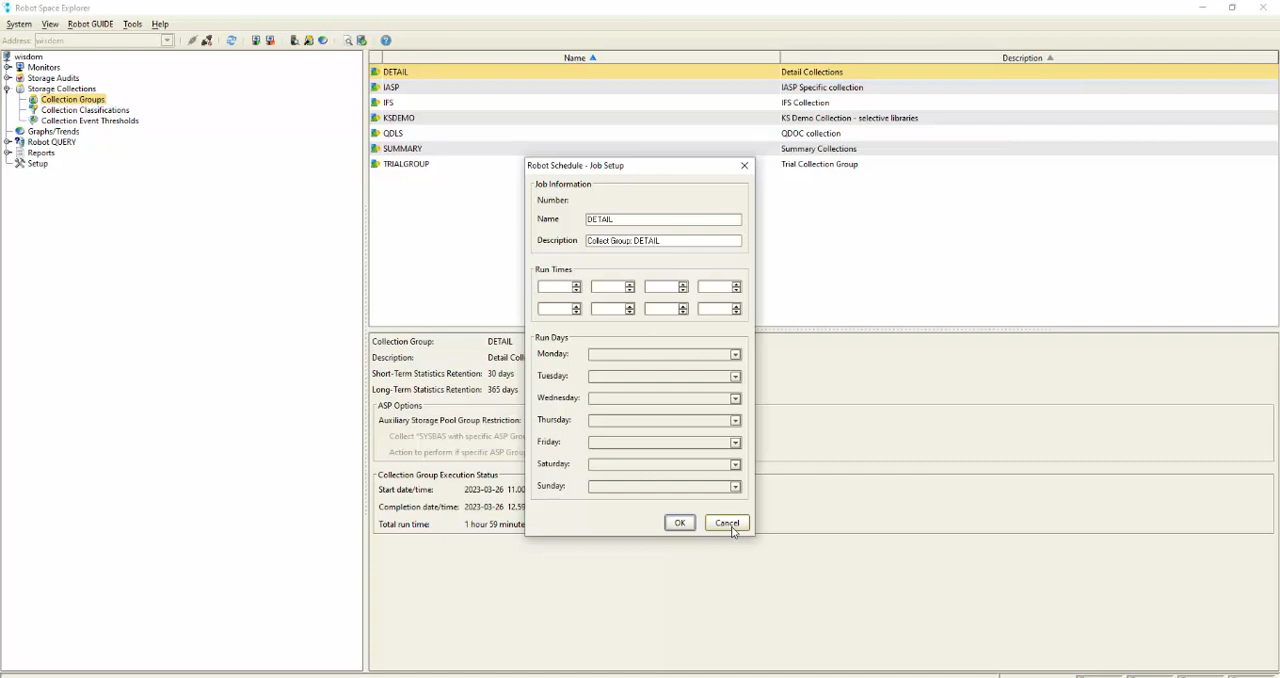 Robot Space Explorer
System View Robot GUIDE Tools Help
Address: wisdom
wisdom
Monitors
Storage Audits
Storage Collections
Collection Groups
Collection Classifications
Collection Event Thresholds
Graphs/Trends
Robot QUERY
Reports
Setup
Name Description
DETAIL Detail Collections
IASP IASP Specific collection
IFS IFS Collection
KSDEMO KS Demo Collection - selective libraries
QDLS QDOC collection
SUMMARY Summary Collections
TRIALGROUP Trial Collection Group
Robot Schedule - Job Setup
Job Information
Number:
Name DETAIL
Description Collect Group: DETAIL
Run Times
Run Days
Monday:
Tuesday:
Wednesday:
Thursday:
Friday:
Saturday:
Sunday:
OK Cancel
Collection Group: DETAIL
Description: Detail Coll
Short-Term Statistics Retention: 30 days
Long-Term Statistics Retention: 365 days
ASP Options
Auxiliary Storage Pool Group Restriction:
Collect *SYSBAS with specific ASP Grou
Action to perform if specific ASP Grou
Collection Group Execution Status
Start date/time: 2023-03-26 11.00
Completion date/time: 2023-03-26 12.59
Total run time: 1 hour 59 minute